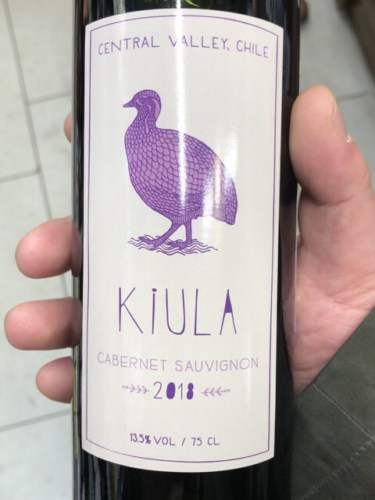 CENTRAL VALLEY, CHILE
KiULA
CABERNET SAUVIGNON
2018
13.5% VOL / 75 CL